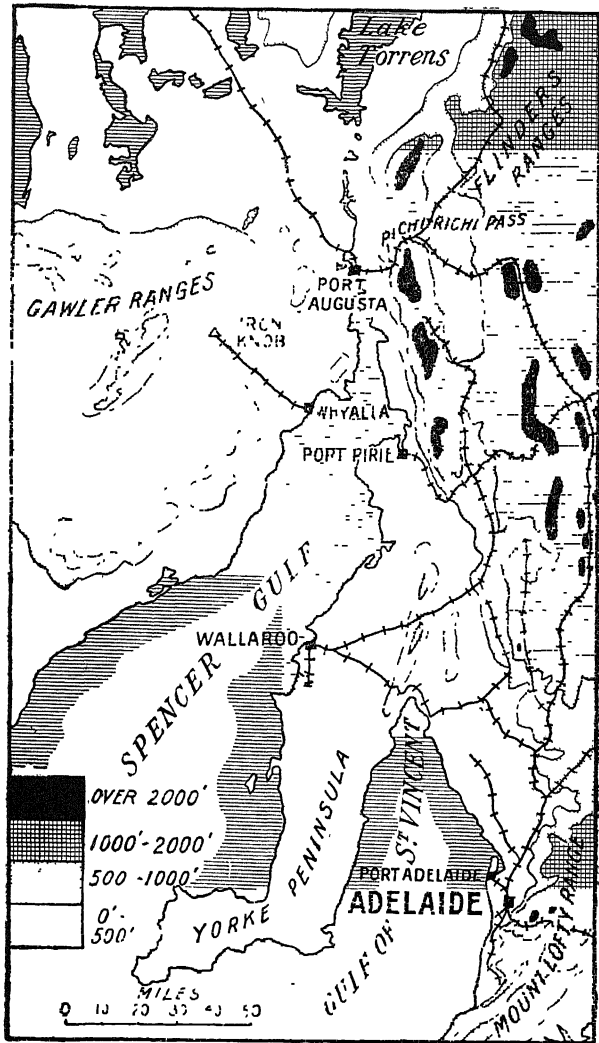 Lake
Torrens
FLINDERS
RANGES
PICHI RICHI PASS
PORT
AUGUSTA
GAWLER RANGES
IRON
KNOB
WHYALLA
PORT PIRIE
SPENCER GULF
WALLAROO
YORKE PENINSULA
GULF OF ST VINCENT
PORT ADELAIDE
ADELAIDE
MOUNT LOFTY RANGE
OVER 2000'
1000'-2000'
500-1000'
0'-
500'
MILES
0 10 20 30 40 50